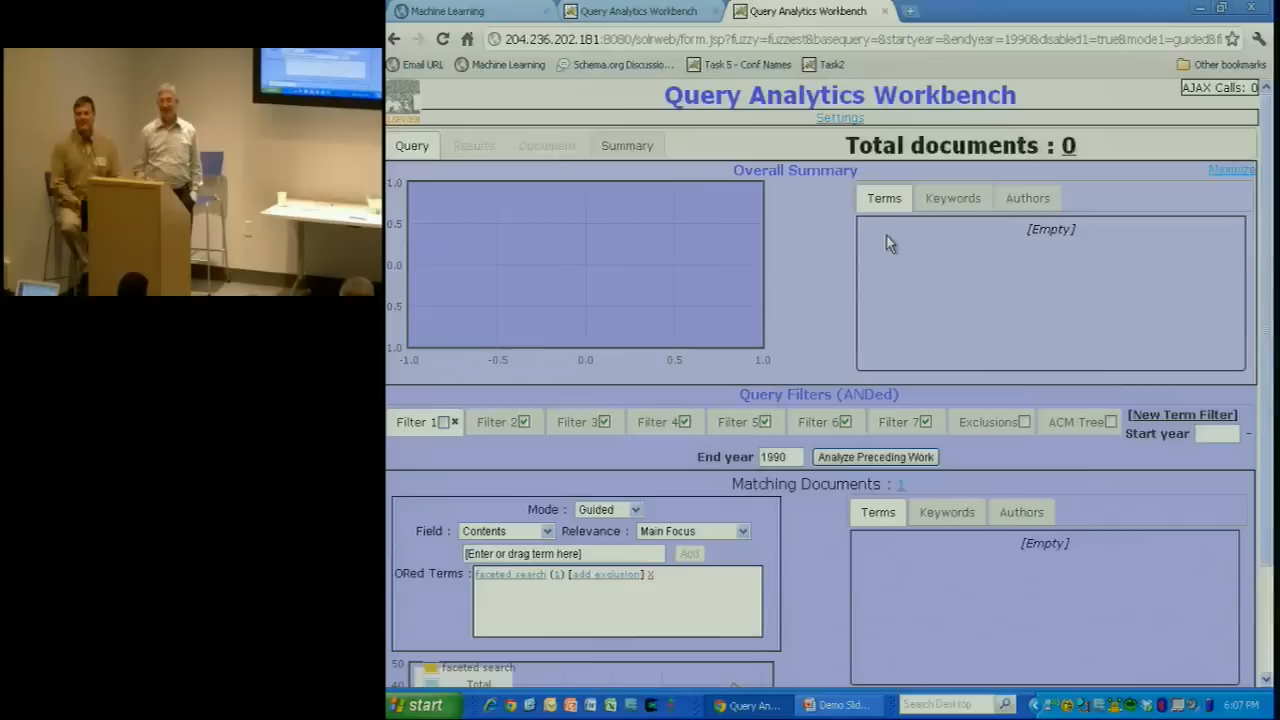 Machine Learning
Query Analytics Workbench
Query Analytics Workbench
204.236.202.181:8080/solrweb/form.jsp?fuzzy=fuzziest&basequery=&startyear=&endyear=1990&disabled1=true&mode1=guided&fi
Email URL
Machine Learning
Schema.org Discussio...
Task 5 - Conf Names
Task2
Other bookmarks
Query Analytics Workbench
AJAX Calls: 0
Settings
Query
Results
Document
Summary
Total documents : 0
Overall Summary
Minimize
1.0
0.5
0.0
0.5
1.0
-1.0
-0.5
0.0
0.5
1.0
Terms
Keywords
Authors
[Empty]
Query Filters (ANDed)
Filter 1
Filter 2
Filter 3
Filter 4
Filter 5
Filter 6
Filter 7
Exclusions
ACM Tree
[New Term Filter]
Start year
–
End year 1990 Analyze Preceding Work
Matching Documents : 1
Mode : Guided
Field : Contents Relevance : Main Focus
[Enter or drag term here] Add
ORed Terms : faceted search (1) [add exclusion] X
Terms
Keywords
Authors
[Empty]
50
40
faceted search
Total
start
Query An...
Demo Slid...
Search Desktop
6:07 PM